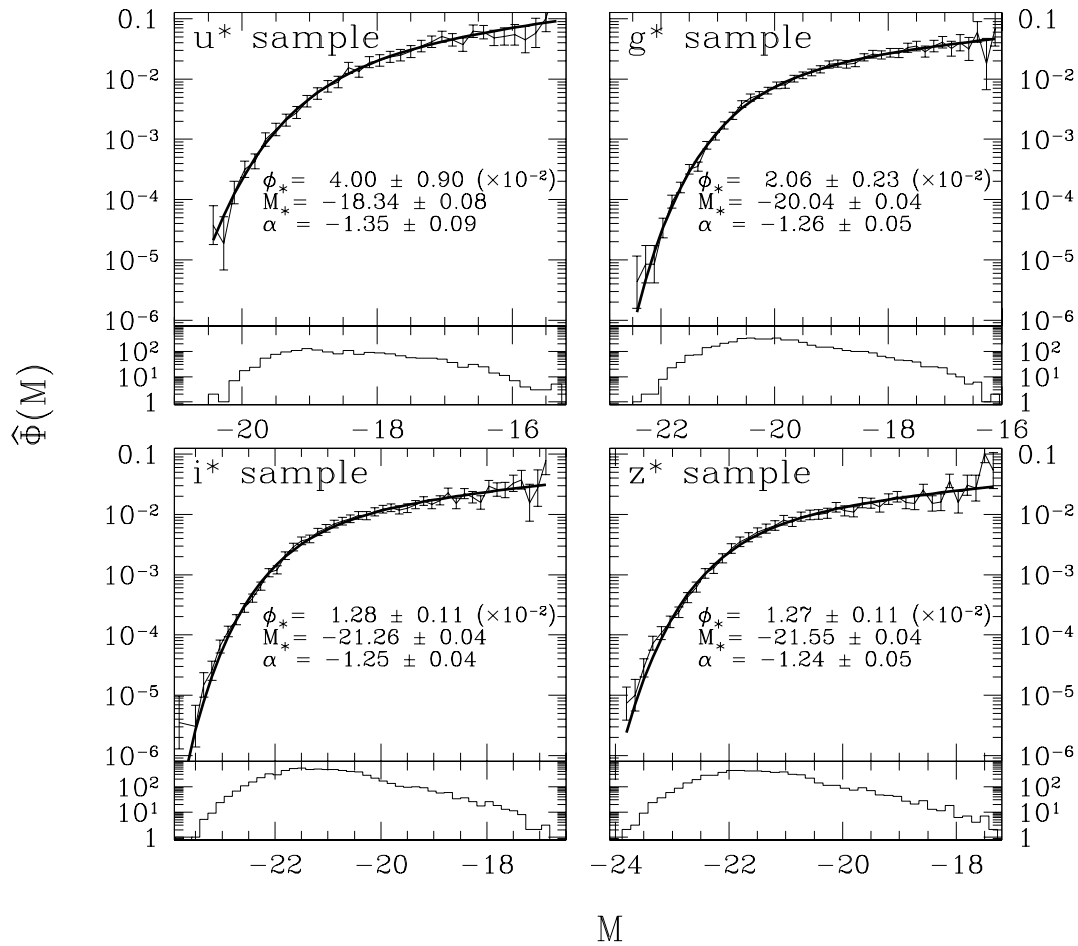 u* sample
g* sample
0.1
10⁻²
10⁻³
10⁻⁴
10⁻⁵
10⁻⁶
ϕ* = 4.00 ± 0.90 (×10⁻²)
M* = −18.34 ± 0.08
α = −1.35 ± 0.09
ϕ* = 2.06 ± 0.23 (×10⁻²)
M* = −20.04 ± 0.04
α = −1.26 ± 0.05
0.1
10⁻²
10⁻³
10⁻⁴
10⁻⁵
10⁻⁶
10²
10¹
1
10²
10¹
1
−20 −18 −16
−22 −20 −18 −16
Φ̂(M)
i* sample
z* sample
0.1
10⁻²
10⁻³
10⁻⁴
10⁻⁵
10⁻⁶
ϕ* = 1.28 ± 0.11 (×10⁻²)
M* = −21.26 ± 0.04
α = −1.25 ± 0.04
ϕ* = 1.27 ± 0.11 (×10⁻²)
M* = −21.55 ± 0.04
α = −1.24 ± 0.05
0.1
10⁻²
10⁻³
10⁻⁴
10⁻⁵
10⁻⁶
10²
10¹
1
10²
10¹
1
−22 −20 −18
−24 −22 −20 −18
M